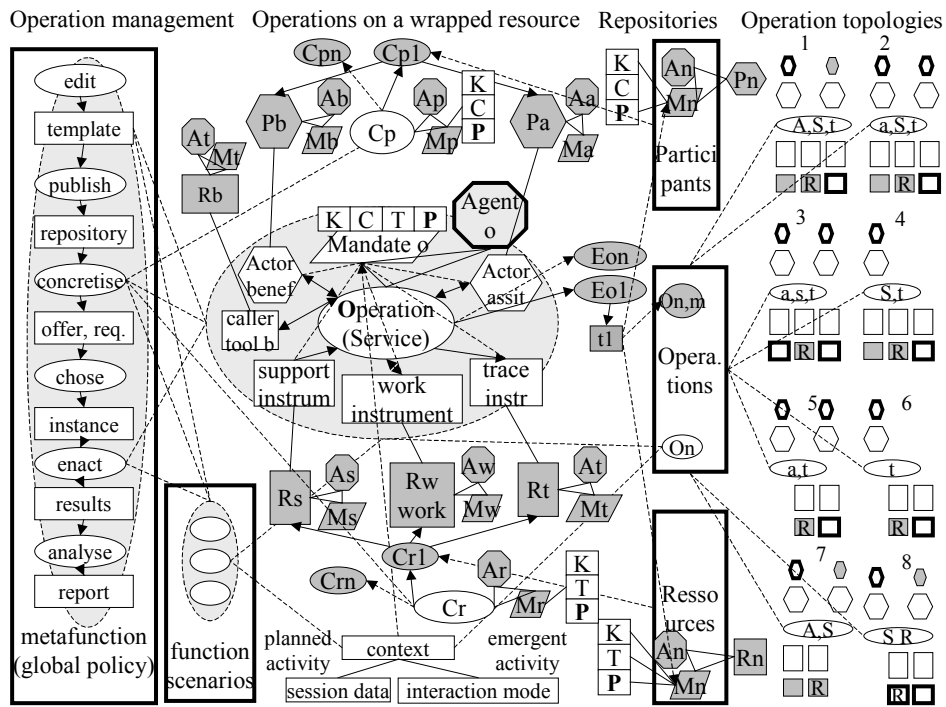 Operation management
Operations on a wrapped resource
Repositories
Operation topologies
edit
template
publish
repository
concretise
offer, req.
chose
instance
enact
results
analyse
report
metafunction
(global policy)
function
scenarios
Cpn
Cp1
K
C
P
Pb
Ab
Mb
Cp
Ap
Mp
Pa
Aa
Ma
At
Mt
Rb
K C T P
Mandate o
Agent
o
Actor
benef
Actor
assit
caller
tool b
Operation
(Service)
support
instrum
work
instrument
trace
instr
Eon
Eo1
t1
Rs
As
Ms
Rw
work
Aw
Mw
Rt
At
Mt
Cr1
Crn
Cr
Ar
Mr
K
T
P
planned
activity
context
emergent
activity
session data
interaction mode
K
C
P
An
Mn
Pn
Partici
pants
On,m
Opera.
tions
On
Resso
urces
K
T
P
An
Mn
Rn
1
A,S,t
R
2
a,S,t
R
3
a,s,t
R
4
S,t
R
5
a,t
R
6
t
R
7
A,S
R
8
S R
R